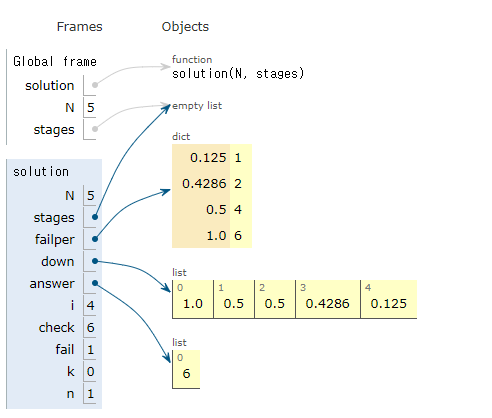 Frames Objects
Global frame
solution
N 5
stages
function
solution(N, stages)
empty list
dict
0.125 1
0.4286 2
0.5 4
1.0 6
solution
N 5
stages
failper
down
answer
i 4
check 6
fail 1
k 0
n 1
list
0 1 2 3 4
1.0 0.5 0.5 0.4286 0.125
list
0
6